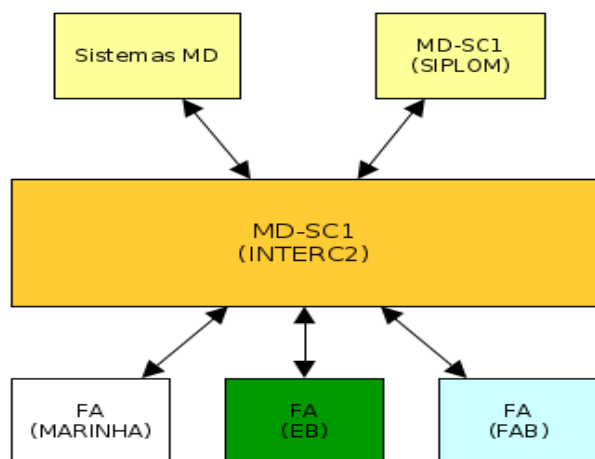 Sistemas MD
MD-SC1
(SIPLOM)
MD-SC1
(INTERC2)
FA
(MARINHA)
FA
(EB)
FA
(FAB)